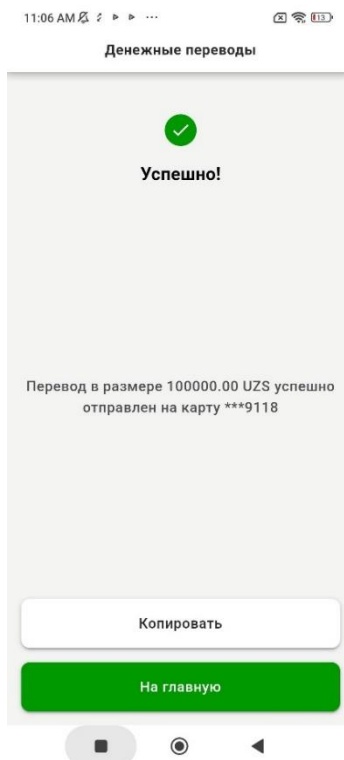 11:06 AM ...
13
Денежные переводы
Успешно!
Перевод в размере 100000.00 UZS успешно
отправлен на карту ***9118
Копировать
На главную